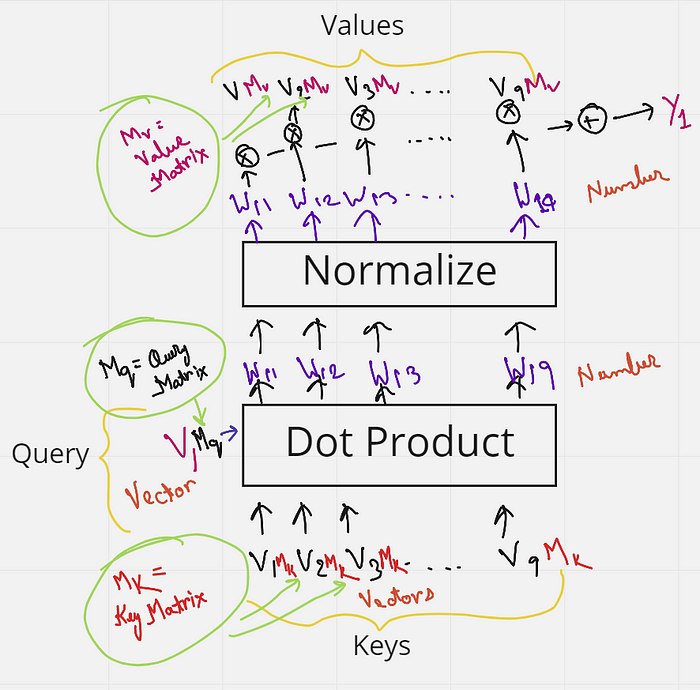 Values
VMv V2Mv V3Mv .... V9Mv
Mv =
Value
Matrix
+ Y1
.....
W11 W12 W13 ..... W19
Number
Normalize
Mq = Query
Matrix
W11 W12 W13 W19
Number
Query
V1Mq
Dot Product
Vector
V1MK V2MK V3MK. ... V9MK
MK =
Key Matrix
Vectors
Keys